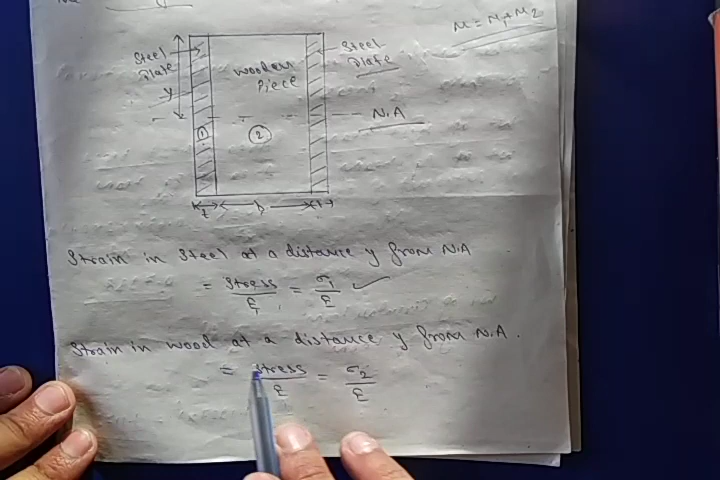 M = M1 + M2
Steel
Plate
wooden
Piece
Steel
Plate
y
N.A
1
2
t
b
t
Strain in Steel at a distance y from N.A
= Stress/E1 = σ1/E
Strain in wood at a distance y from N.A.
= Stress/E = σ2/E